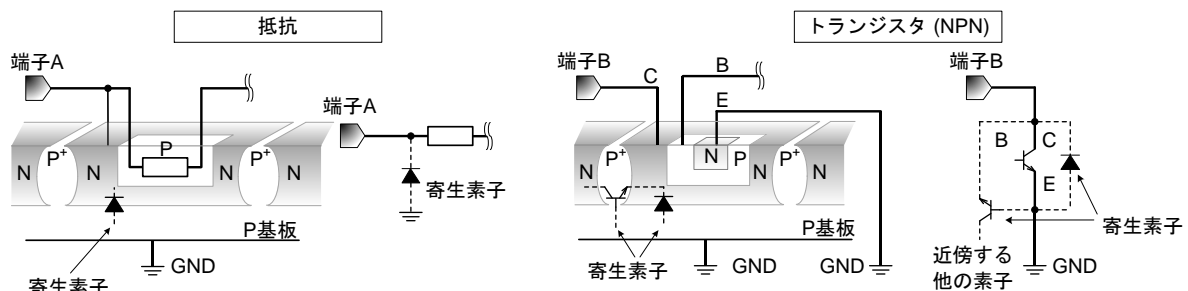 抵抗
端子A
P
N
P+
N
N
P+
N
P基板
GND
寄生素子
端子A
寄生素子
トランジスタ (NPN)
端子B
C
B
E
N
P+
N
N
P
N
P+
N
P基板
GND
GND
寄生素子
端子B
B
C
E
寄生素子
近傍する
他の素子
GND